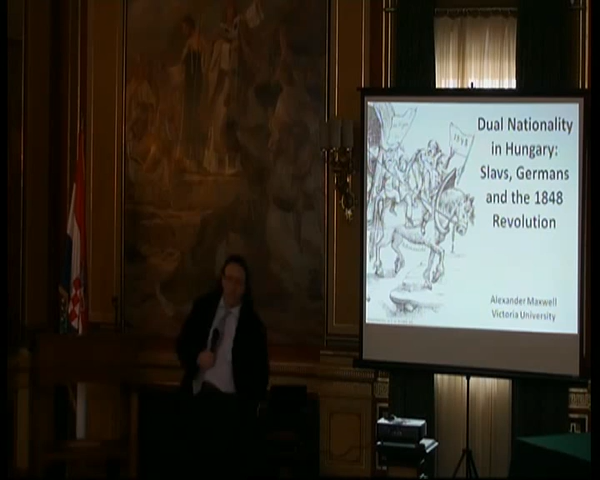 Dual Nationality
in Hungary:
Slavs, Germans
and the 1848
Revolution
Alexander Maxwell
Victoria University